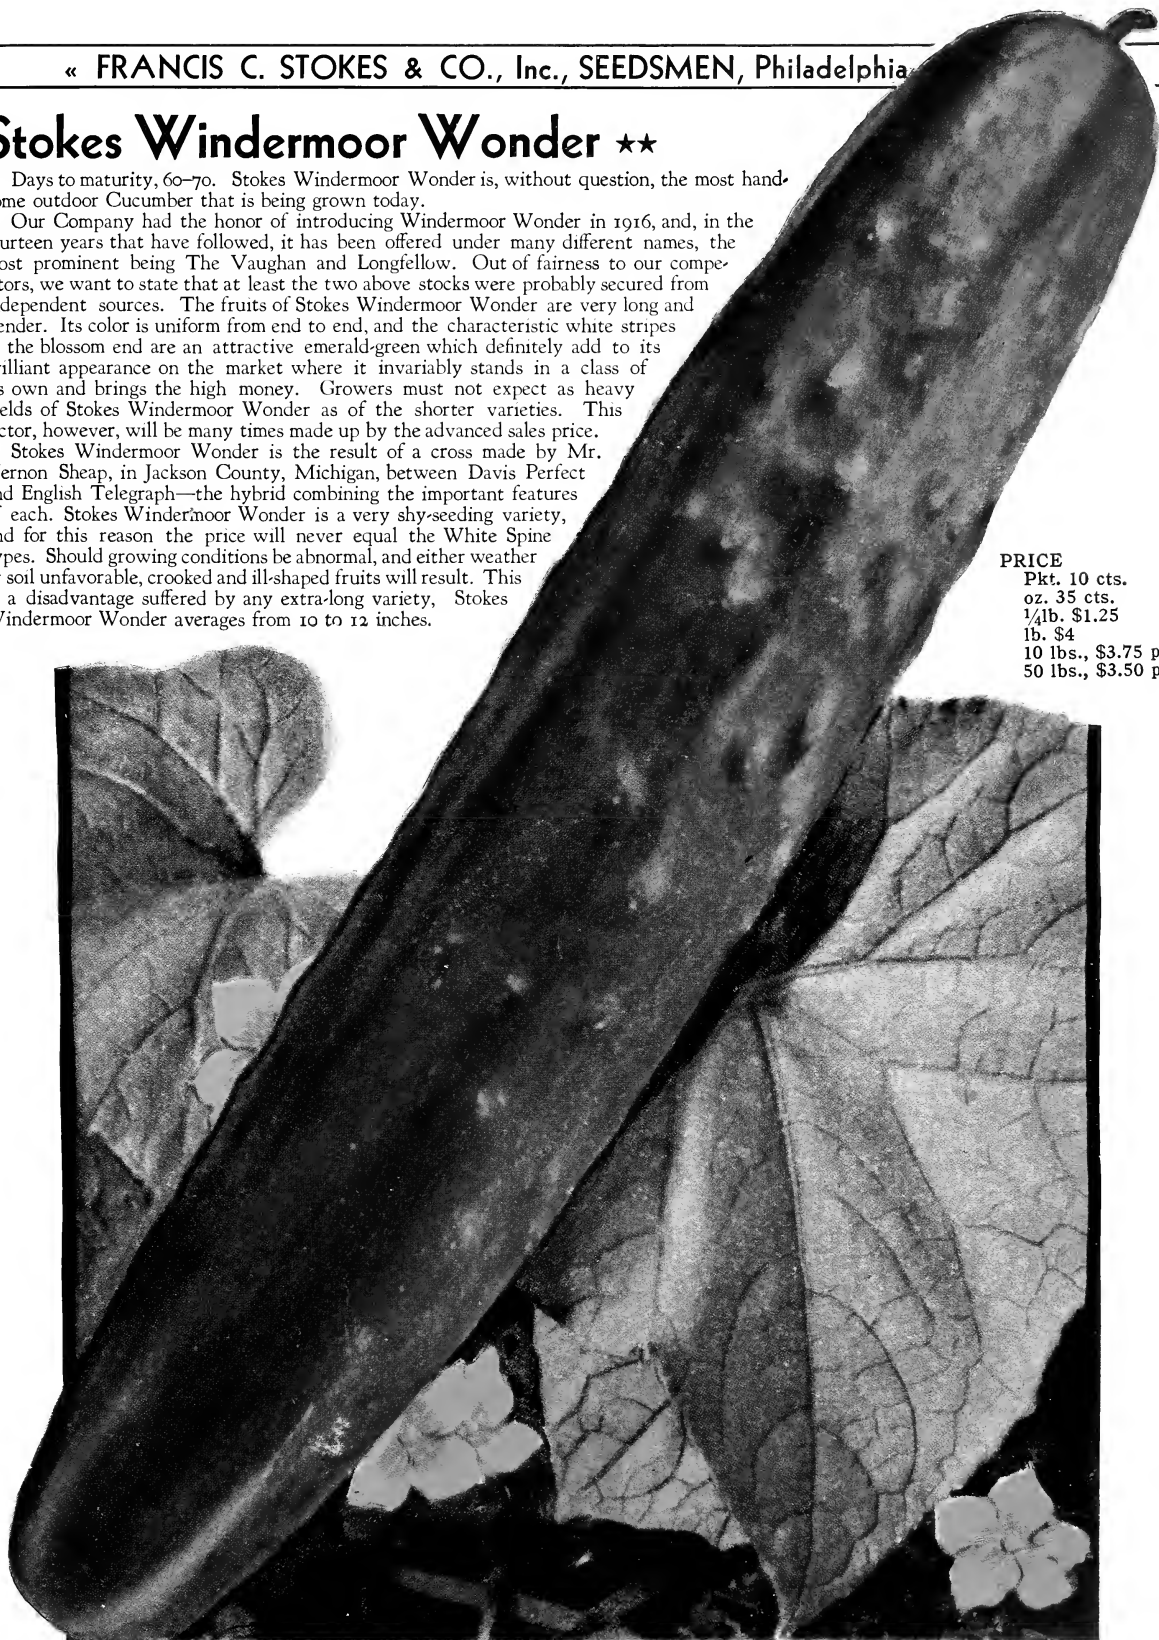 « FRANCIS C. STOKES & CO., Inc., SEEDSMEN, Philadelphia
Stokes Windermoor Wonder ★★
Days to maturity, 60–70. Stokes Windermoor Wonder is, without question, the most hand-
ome outdoor Cucumber that is being grown today.
Our Company had the honor of introducing Windermoor Wonder in 1916, and, in the
urteen years that have followed, it has been offered under many different names, the
ost prominent being The Vaughan and Longfellow. Out of fairness to our compe-
tors, we want to state that at least the two above stocks were probably secured from
dependent sources. The fruits of Stokes Windermoor Wonder are very long and
ender. Its color is uniform from end to end, and the characteristic white stripes
the blossom end are an attractive emerald-green which definitely add to its
rilliant appearance on the market where it invariably stands in a class of
s own and brings the high money. Growers must not expect as heavy
elds of Stokes Windermoor Wonder as of the shorter varieties. This
ctor, however, will be many times made up by the advanced sales price.
Stokes Windermoor Wonder is the result of a cross made by Mr.
ernon Sheap, in Jackson County, Michigan, between Davis Perfect
nd English Telegraph—the hybrid combining the important features
f each. Stokes Windermoor Wonder is a very shy-seeding variety,
nd for this reason the price will never equal the White Spine
ypes. Should growing conditions be abnormal, and either weather
soil unfavorable, crooked and ill-shaped fruits will result. This
a disadvantage suffered by any extra-long variety, Stokes
Windermoor Wonder averages from 10 to 12 inches.
PRICE
Pkt. 10 cts.
oz. 35 cts.
¼lb. $1.25
lb. $4
10 lbs., $3.75 p
50 lbs., $3.50 p